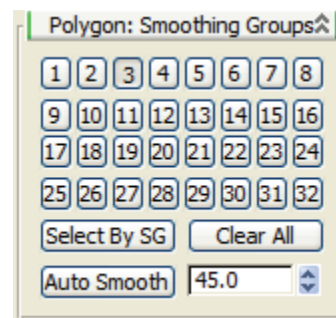 Polygon: Smoothing Groups
1 2 3 4 5 6 7 8
9 10 11 12 13 14 15 16
17 18 19 20 21 22 23 24
25 26 27 28 29 30 31 32
Select By SG Clear All
Auto Smooth 45.0